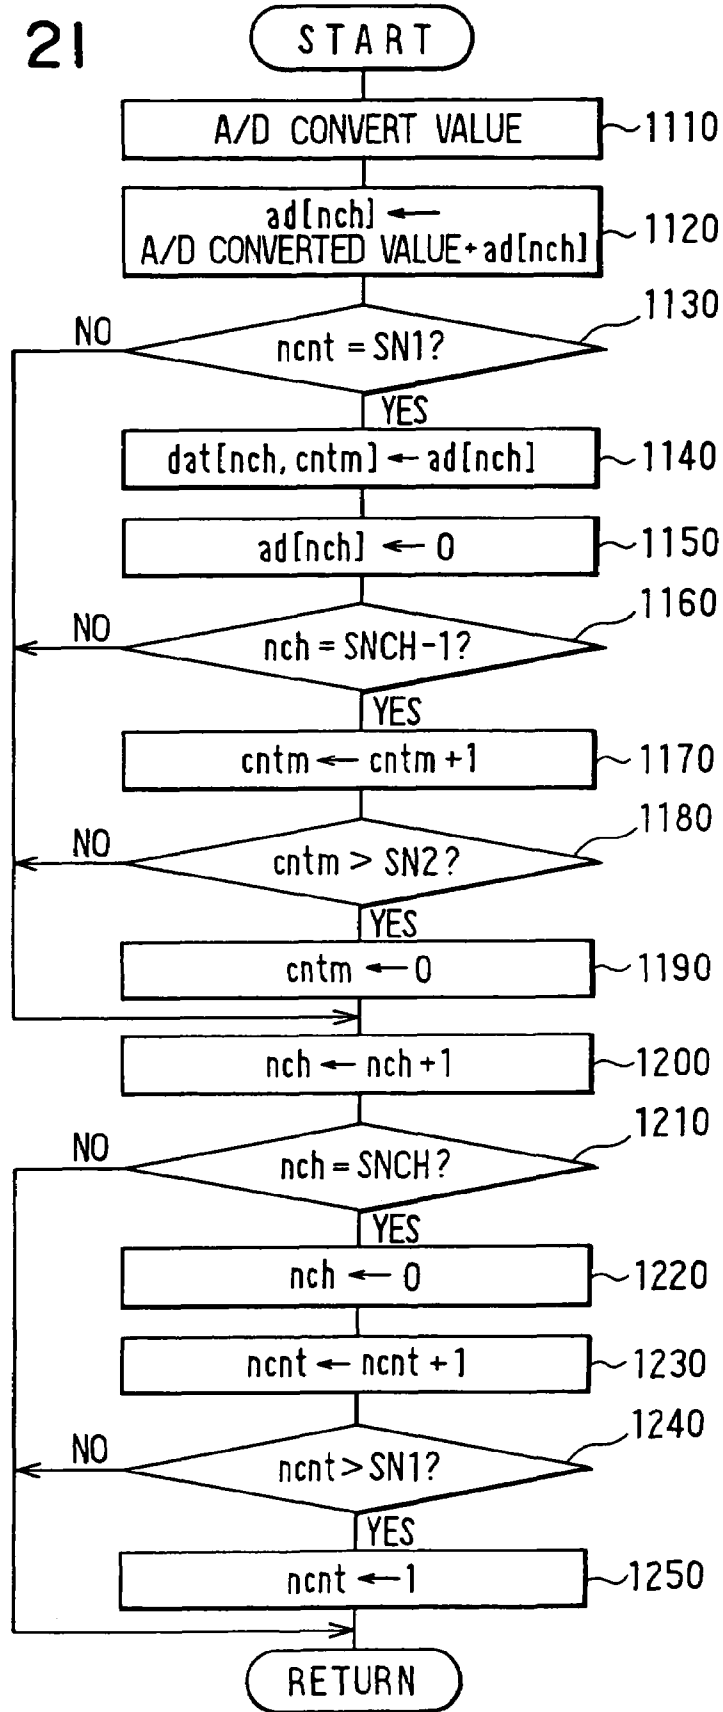 21
START
A/D CONVERT VALUE
1110
ad[nch] ←
A/D CONVERTED VALUE+ad[nch]
1120
1130
NO
ncnt = SN1?
YES
dat[nch, cntm] ← ad[nch]
1140
ad[nch] ← 0
1150
1160
NO
nch = SNCH-1?
YES
cntm ← cntm+1
1170
1180
NO
cntm > SN2?
YES
cntm ← 0
1190
nch ← nch+1
1200
1210
NO
nch = SNCH?
YES
nch ← 0
1220
ncnt ← ncnt+1
1230
1240
NO
ncnt > SN1?
YES
ncnt ← 1
1250
RETURN